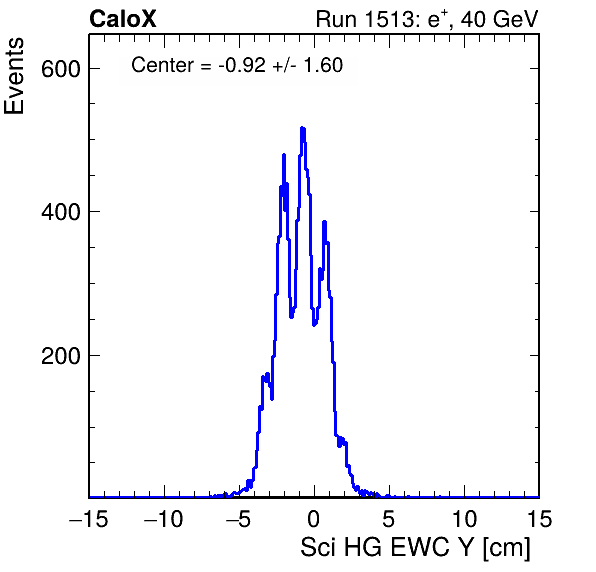 CaloX Run 1513: e⁺, 40 GeV
Events
Center = -0.92 +/- 1.60
600
400
200
−15 −10 −5 0 5 10 15
Sci HG EWC Y [cm]